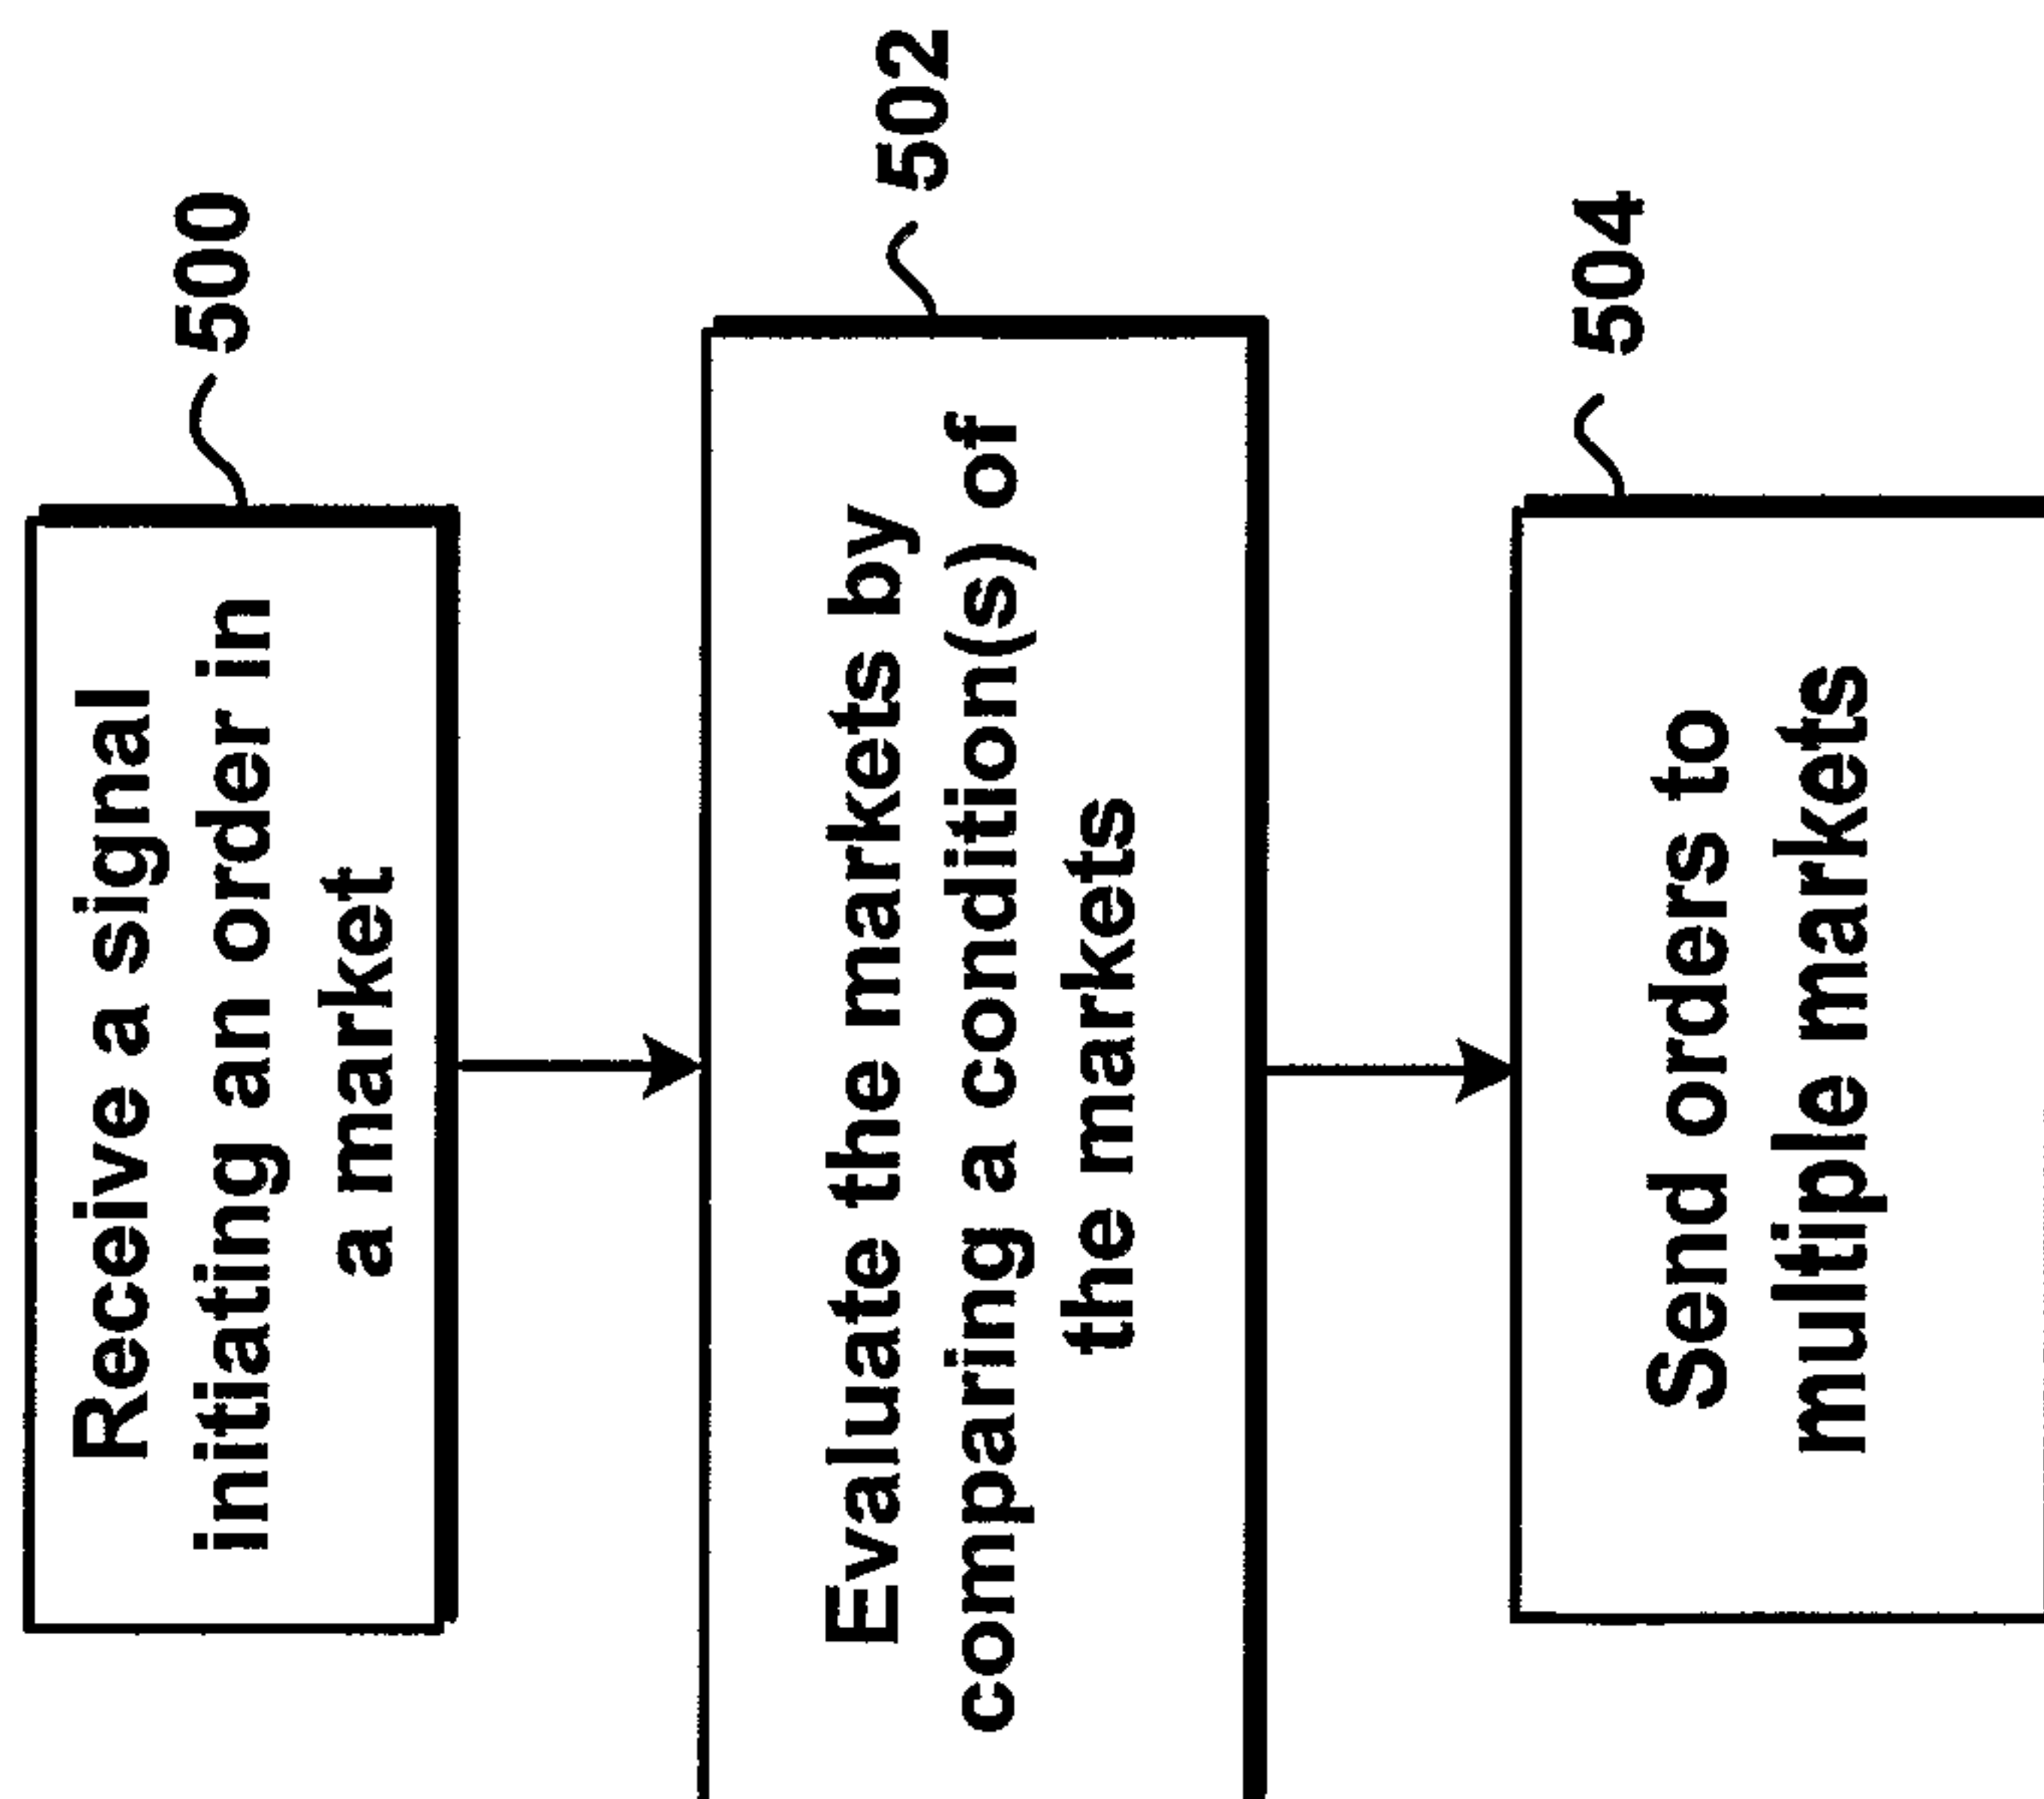 Receive a signal
initiating an order in
a market
500
Evaluate the markets by
comparing a condition(s) of
the markets
502
Send orders to
multiple markets
504